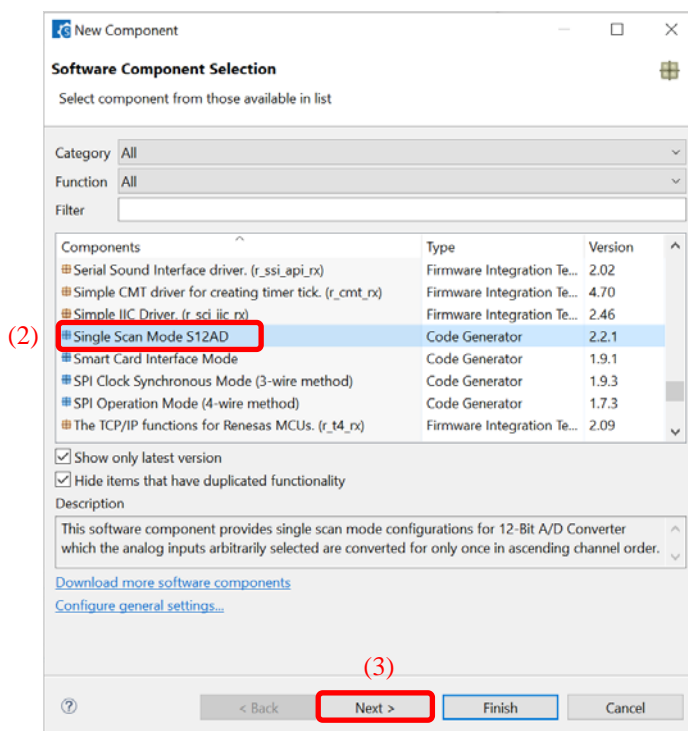 New Component
Software Component Selection
Select component from those available in list
Category All
Function All
Filter
Components Type Version
Serial Sound Interface driver. (r_ssi_api_rx) Firmware Integration Te... 2.02
Simple CMT driver for creating timer tick. (r_cmt_rx) Firmware Integration Te... 4.70
Simple IIC Driver. (r_sci_iic_rx) Firmware Integration Te... 2.46
(2) Single Scan Mode S12AD Code Generator 2.2.1
Smart Card Interface Mode Code Generator 1.9.1
SPI Clock Synchronous Mode (3-wire method) Code Generator 1.9.3
SPI Operation Mode (4-wire method) Code Generator 1.7.3
The TCP/IP functions for Renesas MCUs. (r_t4_rx) Firmware Integration Te... 2.09
Show only latest version
Hide items that have duplicated functionality
Description
This software component provides single scan mode configurations for 12-Bit A/D Converter
which the analog inputs arbitrarily selected are converted for only once in ascending channel order.
Download more software components
Configure general settings...
(3)
? < Back Next > Finish Cancel